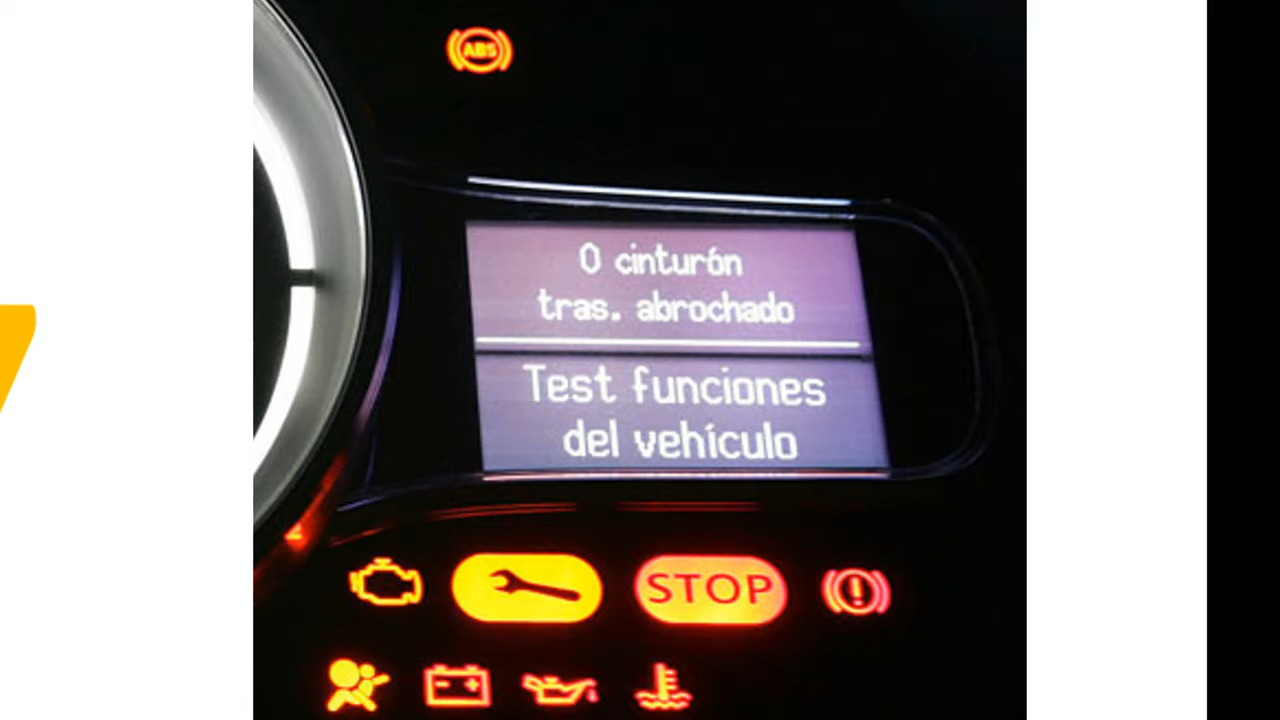 ABS
0 cinturón
tras. abrochado
Test funciones
del vehículo
STOP